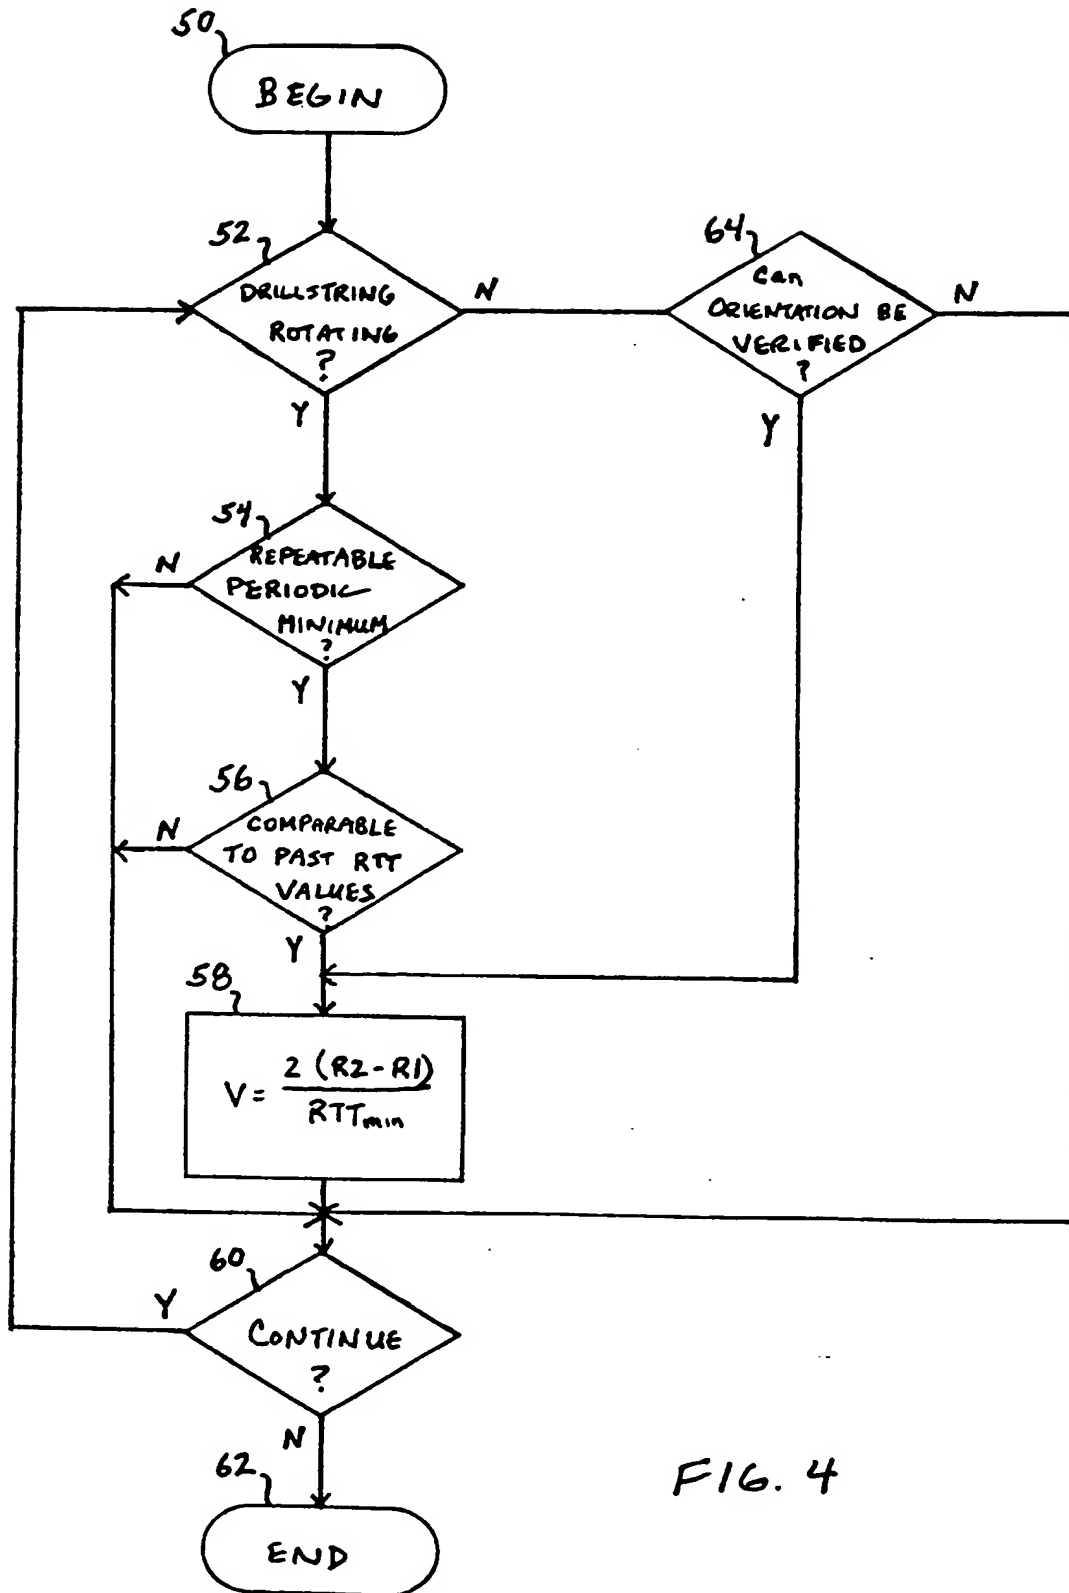 50
BEGIN
52
DRILLSTRING
ROTATING
?
N
Y
64
Can
ORIENTATION BE
VERIFIED
?
N
Y
54
REPEATABLE
PERIODIC
MINIMUM
?
N
Y
56
COMPARABLE
TO PAST RTT
VALUES
?
N
Y
58
V = 2 (R2-R1)
RTTmin
60
CONTINUE
?
Y
N
62
END
FIG. 4